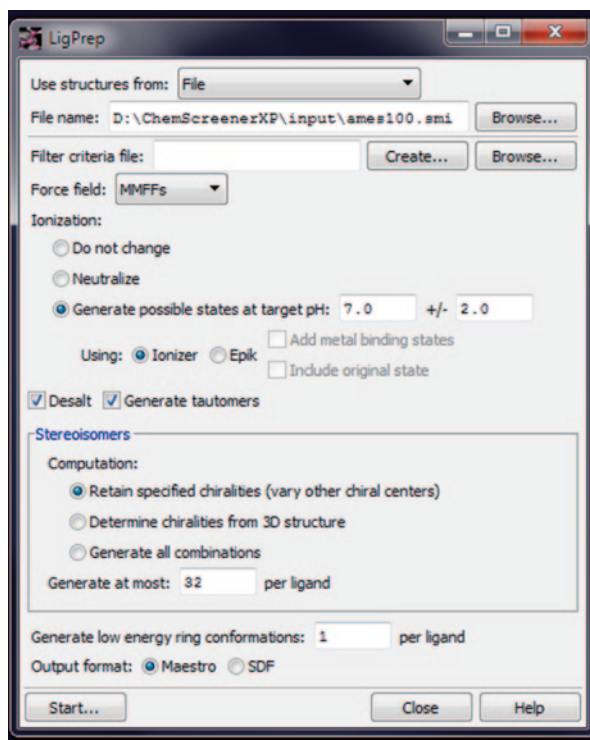 LigPrep
Use structures from: File
File name: D:\ChemScreenerXP\input\ames100.smi Browse...
Filter criteria file: Create... Browse...
Force field: MMFFs
Ionization:
Do not change
Neutralize
Generate possible states at target pH: 7.0 +/- 2.0
Add metal binding states
Using: Ionizer Epik
Include original state
Desalt Generate tautomers
Stereoisomers
Computation:
Retain specified chiralities (vary other chiral centers)
Determine chiralities from 3D structure
Generate all combinations
Generate at most: 32 per ligand
Generate low energy ring conformations: 1 per ligand
Output format: Maestro SDF
Start... Close Help